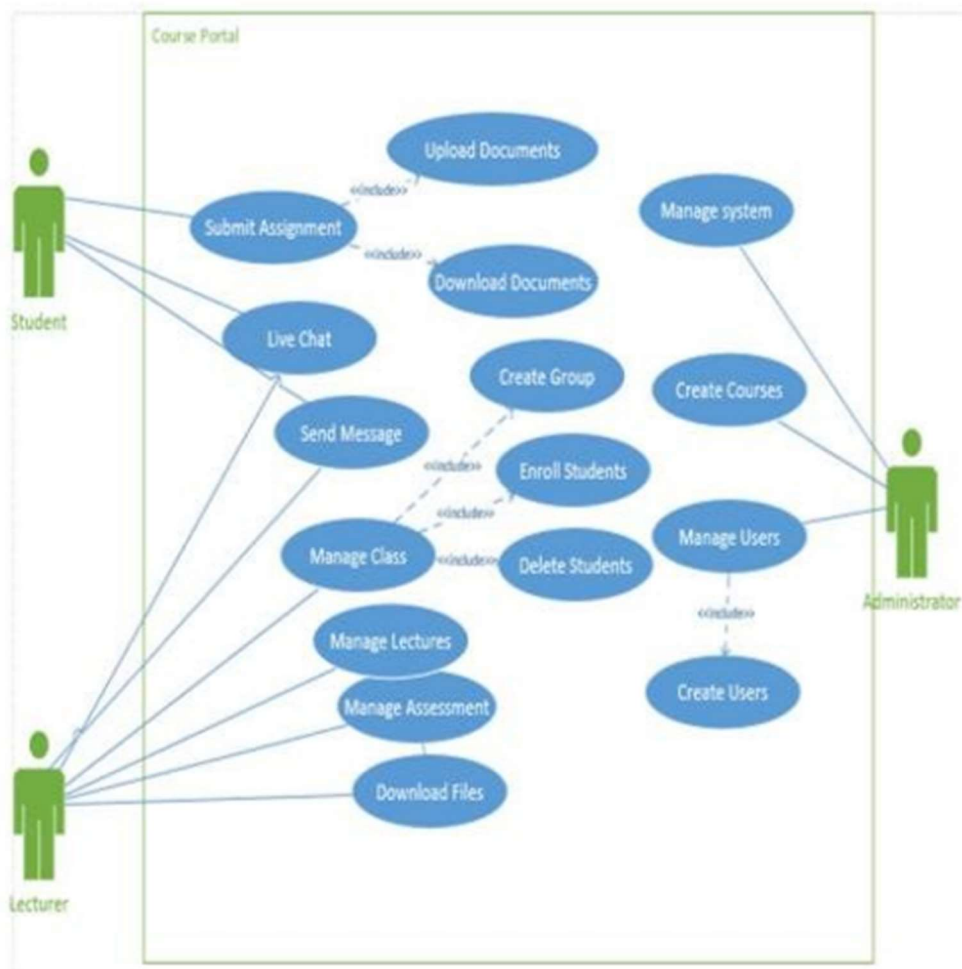 Course Portal
Upload Documents
<<include>>
Manage system
Submit Assignment
<<include>>
Download Documents
Student
Live Chat
Create Group
Create Courses
Send Message
<<include>>
Enroll Students
<<include>>
Manage Users
Manage Class
<<include>>
Delete Students
Administrator
<<include>>
Manage Lectures
Create Users
Manage Assessment
Download Files
Lecturer